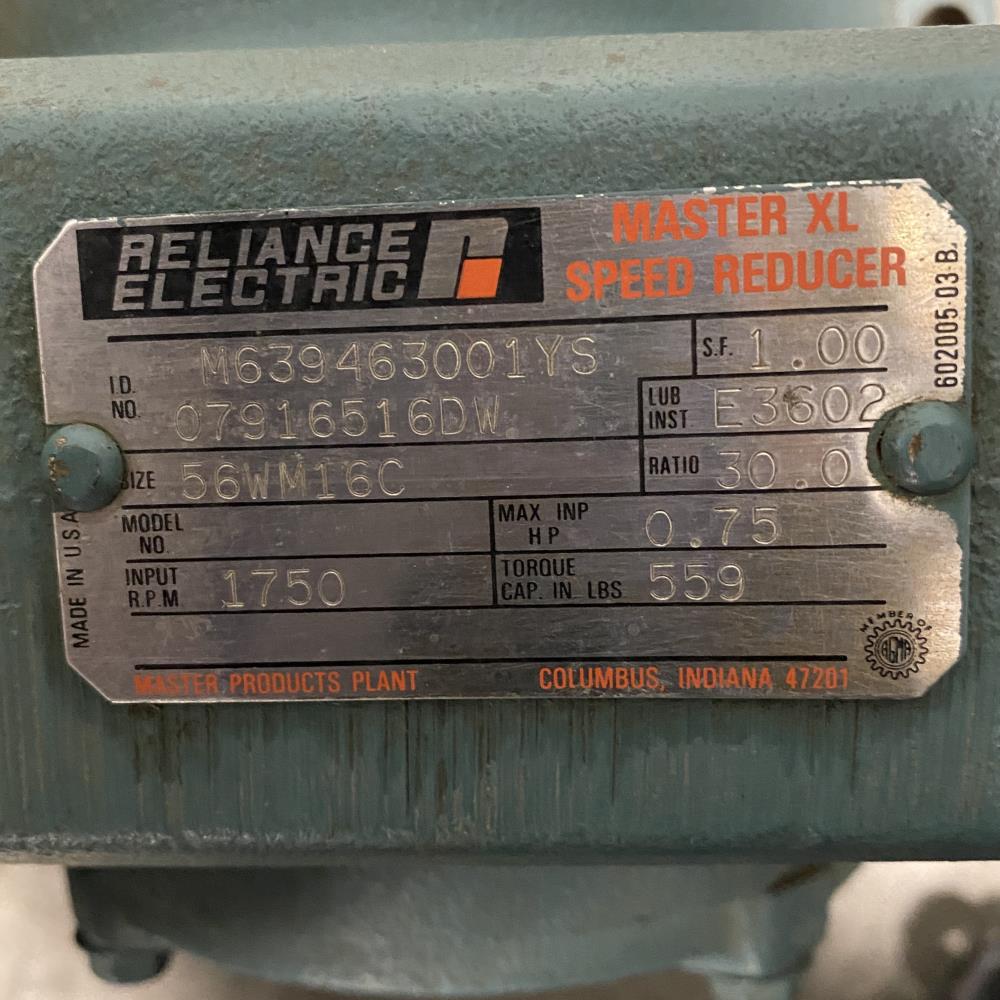 RELIANCE
ELECTRIC
MASTER XL
SPEED REDUCER
602005-03-B
I.D. NO. M639463001YS
07916516DW
S.F. 1.00
LUB INST E3602
SIZE 56WM16C
RATIO 30.0
MODEL NO.
MAX INP HP 0.75
INPUT R.P.M 1750
TORQUE CAP. IN LBS 559
MADE IN U.S.A
MEMBER OF
AGMA
MASTER PRODUCTS PLANT
COLUMBUS, INDIANA 47201